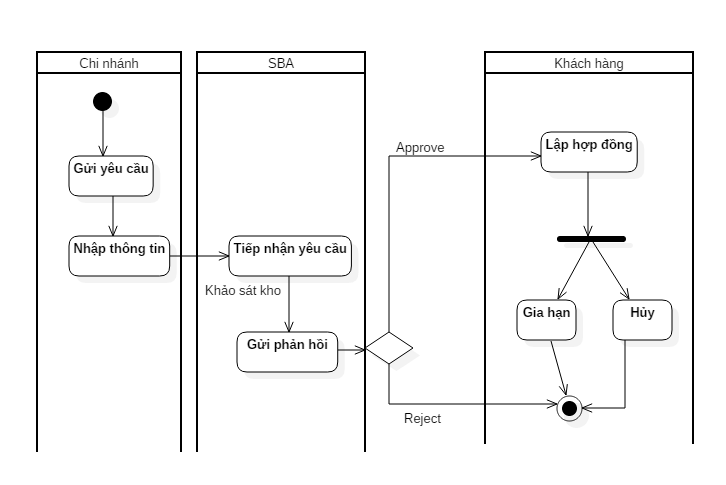 Chi nhánh
SBA
Khách hàng
Gửi yêu cầu
Nhập thông tin
Tiếp nhận yêu cầu
Khảo sát kho
Gửi phản hồi
Approve
Reject
Lập hợp đồng
Gia hạn
Hủy